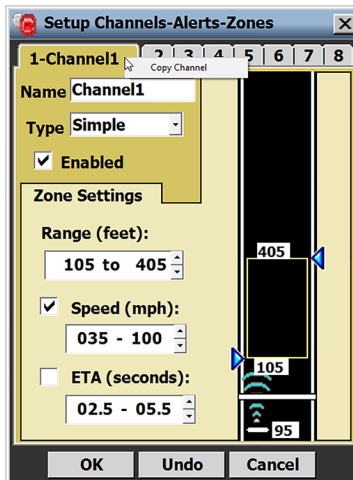 Setup Channels-Alerts-Zones
1-Channel1 2 3 4 5 6 7 8
Copy Channel
Name Channel1
Type Simple
Enabled
Zone Settings
Range (feet):
105 to 405
Speed (mph):
035 - 100
ETA (seconds):
02.5 - 05.5
405
105
95
OK Undo Cancel